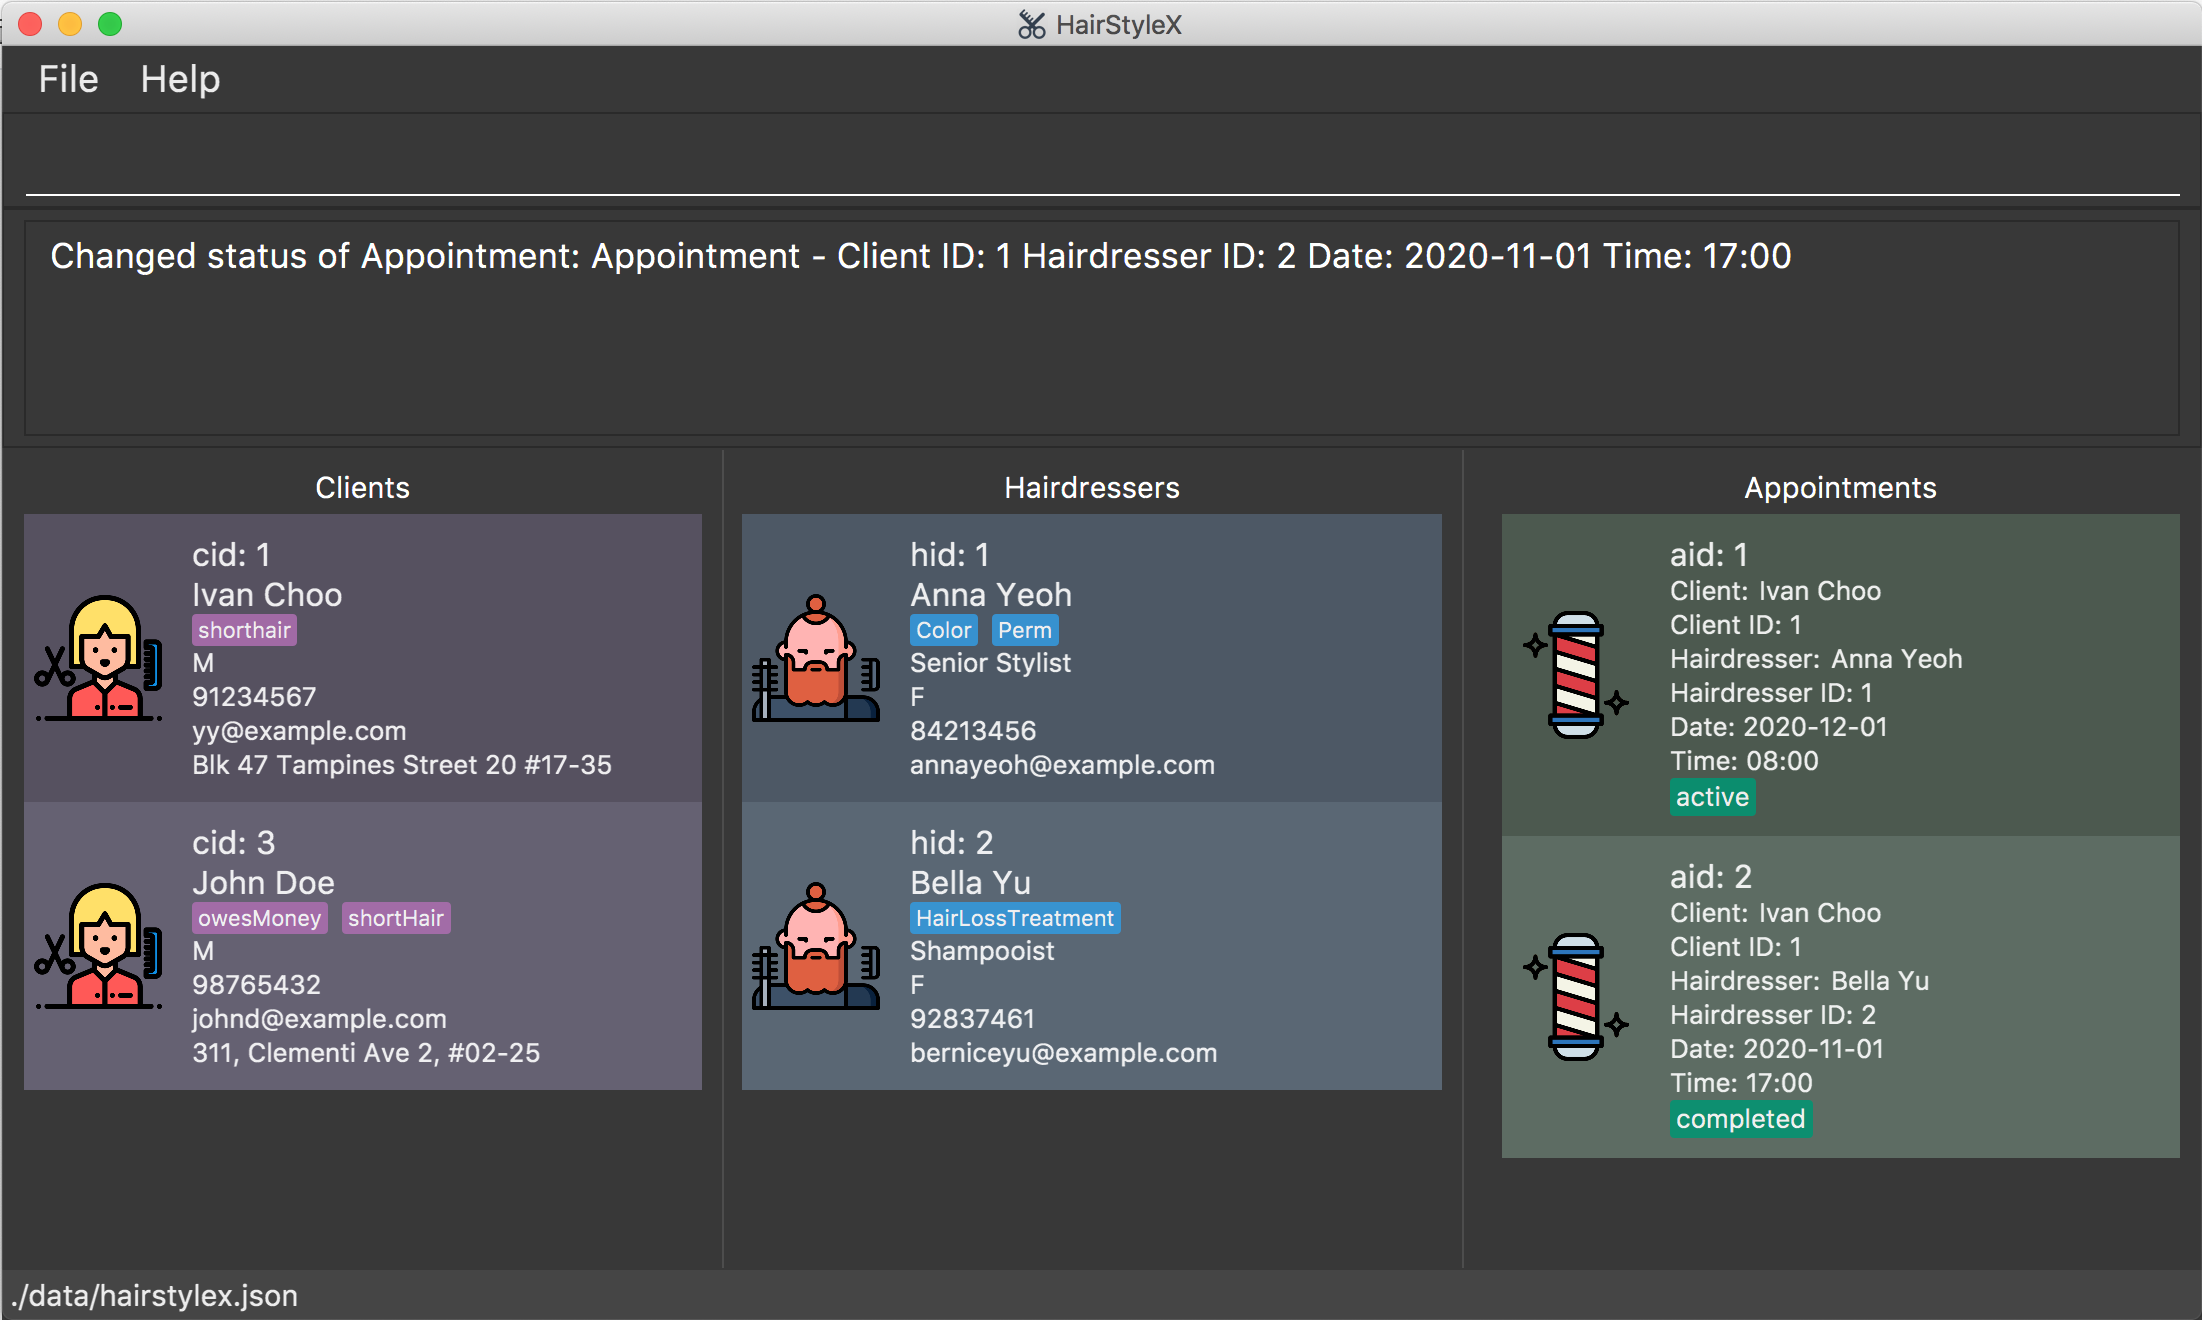 HairStyleX
File Help
Changed status of Appointment: Appointment - Client ID: 1 Hairdresser ID: 2 Date: 2020-11-01 Time: 17:00
Clients
cid: 1
Ivan Choo
shorthair
M
91234567
yy@example.com
Blk 47 Tampines Street 20 #17-35
cid: 3
John Doe
owesMoney shortHair
M
98765432
johnd@example.com
311, Clementi Ave 2, #02-25
Hairdressers
hid: 1
Anna Yeoh
Color Perm
Senior Stylist
F
84213456
annayeoh@example.com
hid: 2
Bella Yu
HairLossTreatment
Shampooist
F
92837461
berniceyu@example.com
Appointments
aid: 1
Client: Ivan Choo
Client ID: 1
Hairdresser: Anna Yeoh
Hairdresser ID: 1
Date: 2020-12-01
Time: 08:00
active
aid: 2
Client: Ivan Choo
Client ID: 1
Hairdresser: Bella Yu
Hairdresser ID: 2
Date: 2020-11-01
Time: 17:00
completed
./data/hairstylex.json